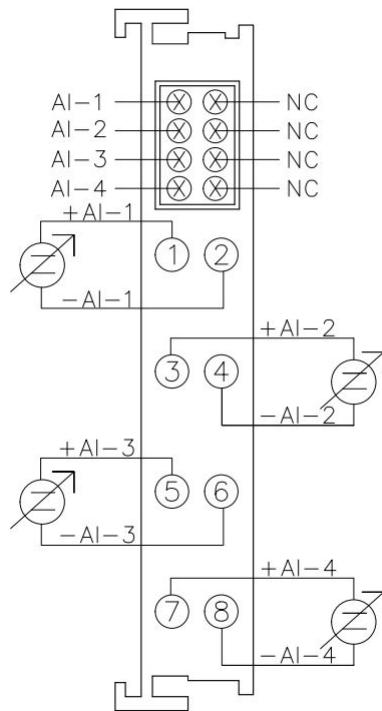 AI-1 NC
AI-2 NC
AI-3 NC
AI-4 NC
+AI-1
1 2
-AI-1
+AI-2
3 4
-AI-2
+AI-3
5 6
-AI-3
+AI-4
7 8
-AI-4